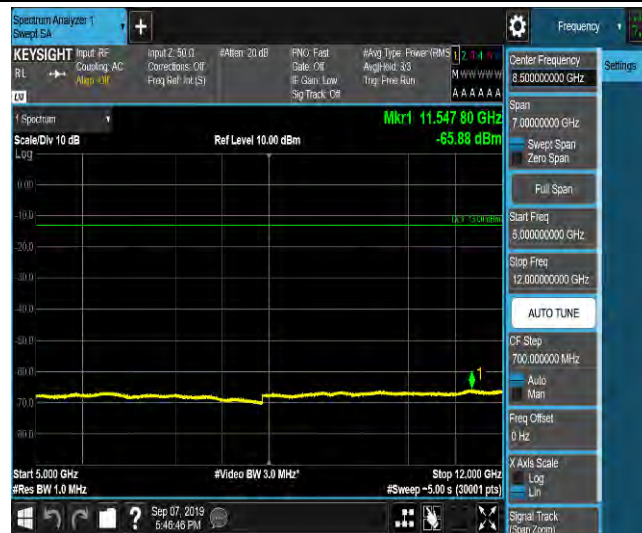 Spectrum Analyzer 1
Swept SA
Frequency
KEYSIGHT
Input: RF
Coupling: AC
Align: Off
Input Z: 50 Ω
Corrections: Off
Freq Ref: Int (S)
#Atten: 20 dB
PNO: Fast
Gate: Off
IF Gain: Low
Sig Track: Off
#Avg Type: Power (RMS
Avg|Hold: 3/3
Trig: Free Run
1 2 3 4 5 6
M W W W W W
A A A A A A
RL
LXI
1 Spectrum
Scale/Div 10 dB
Ref Level 10.00 dBm
Mkr1 11.547 80 GHz
-65.88 dBm
Log
0.00
-10.0
-20.0
-30.0
-40.0
-50.0
-60.0
-70.0
-80.0
1
Start 5.000 GHz
#Res BW 1.0 MHz
#Video BW 3.0 MHz*
Stop 12.000 GHz
#Sweep ~5.00 s (30001 pts)
Sep 07, 2019
5:46:46 PM
Center Frequency
8.500000000 GHz
Settings
Span
7.00000000 GHz
Swept Span
Zero Span
Full Span
Start Freq
5.000000000 GHz
Stop Freq
12.000000000 GHz
AUTO TUNE
CF Step
700.000000 MHz
Auto
Man
Freq Offset
0 Hz
X Axis Scale
Log
Lin
Signal Track
(Span Zoom)